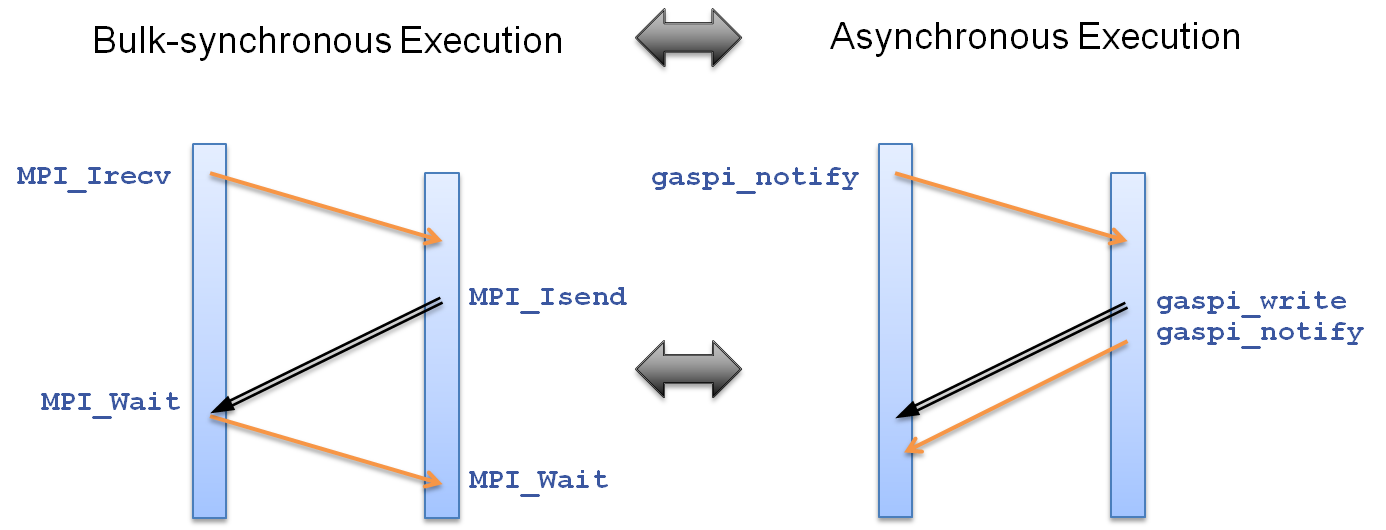 Bulk-synchronous Execution
Asynchronous Execution
MPI_Irecv
MPI_Isend
MPI_Wait
MPI_Wait
gaspi_notify
gaspi_write
gaspi_notify